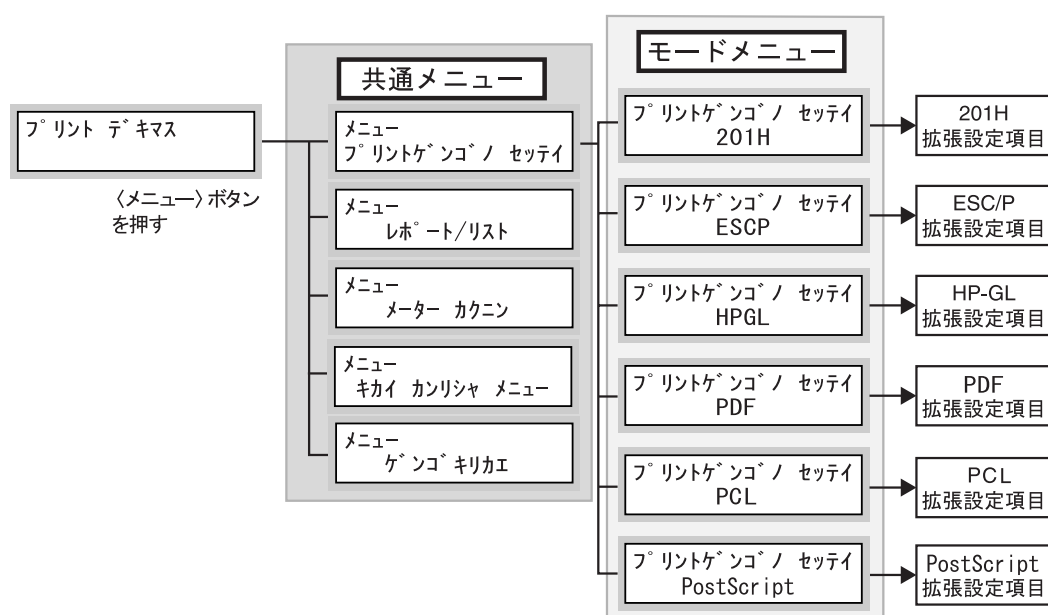 共通メニュー
モードメニュー
プリント デキマス
〈メニュー〉ボタン
を押す
メニュー
プリントゲンゴノ セッテイ
メニュー
レポート/リスト
メニュー
メーター カクニン
メニュー
キカイ カンリシャ メニュー
メニュー
ゲンゴキリカエ
プリントゲンゴノ セッテイ
201H
プリントゲンゴノ セッテイ
ESCP
プリントゲンゴノ セッテイ
HPGL
プリントゲンゴノ セッテイ
PDF
プリントゲンゴノ セッテイ
PCL
プリントゲンゴノ セッテイ
PostScript
201H
拡張設定項目
ESC/P
拡張設定項目
HP-GL
拡張設定項目
PDF
拡張設定項目
PCL
拡張設定項目
PostScript
拡張設定項目